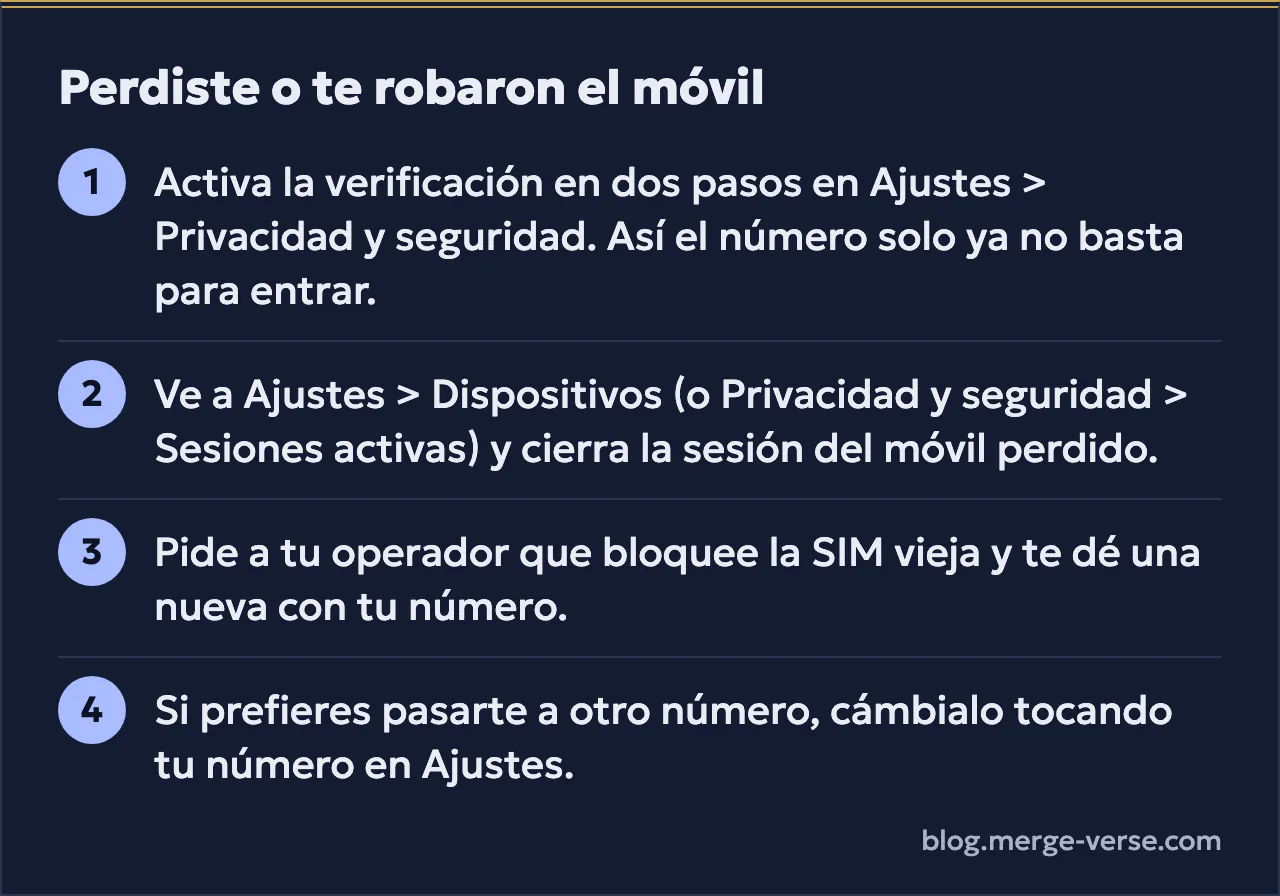 Perdiste o te robaron el móvil
1
Activa la verificación en dos pasos en Ajustes >
Privacidad y seguridad. Así el número solo ya no basta
para entrar.
2
Ve a Ajustes > Dispositivos (o Privacidad y seguridad >
Sesiones activas) y cierra la sesión del móvil perdido.
3
Pide a tu operador que bloquee la SIM vieja y te dé una
nueva con tu número.
4
Si prefieres pasarte a otro número, cámbialo tocando
tu número en Ajustes.
blog.merge-verse.com